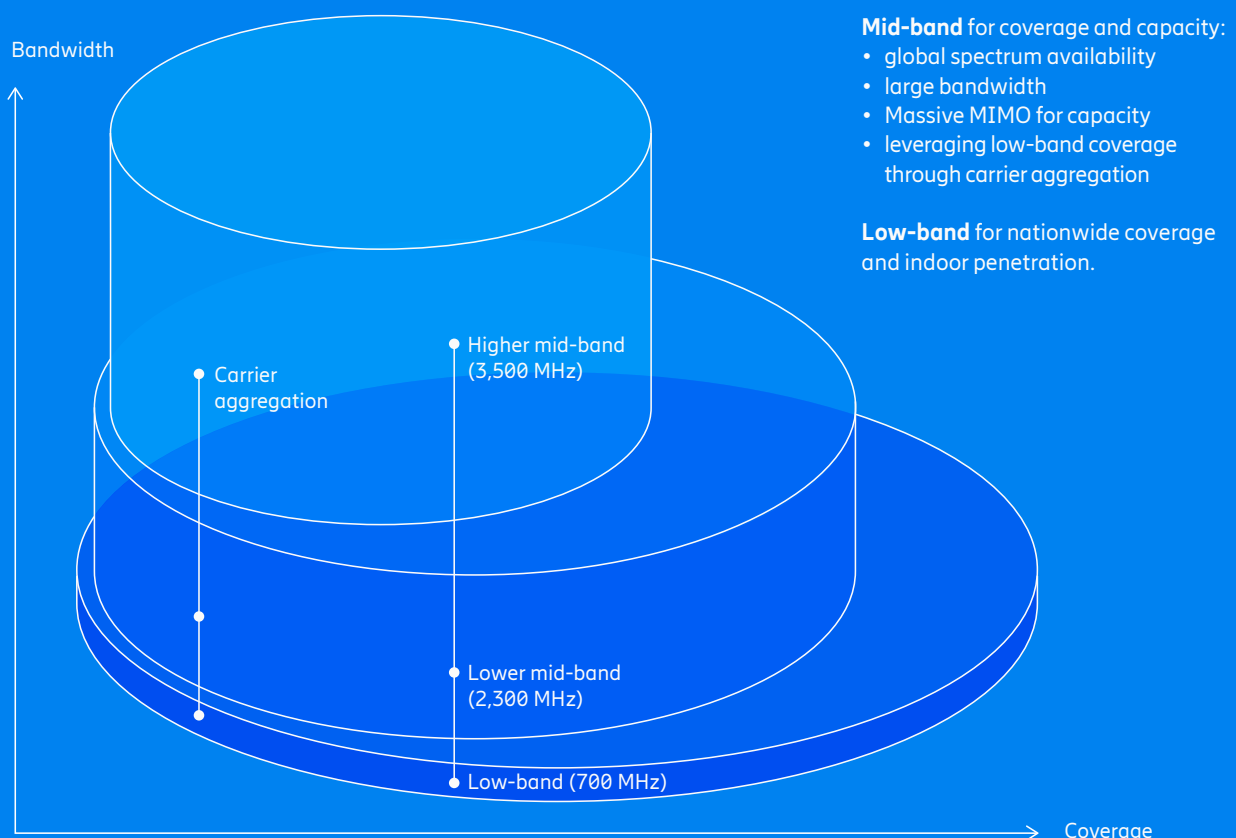 Bandwidth
Mid-band for coverage and capacity:
• global spectrum availability
• large bandwidth
• Massive MIMO for capacity
• leveraging low-band coverage
through carrier aggregation
Low-band for nationwide coverage
and indoor penetration.
Higher mid-band
(3,500 MHz)
Carrier
aggregation
Lower mid-band
(2,300 MHz)
Low-band (700 MHz)
Coverage